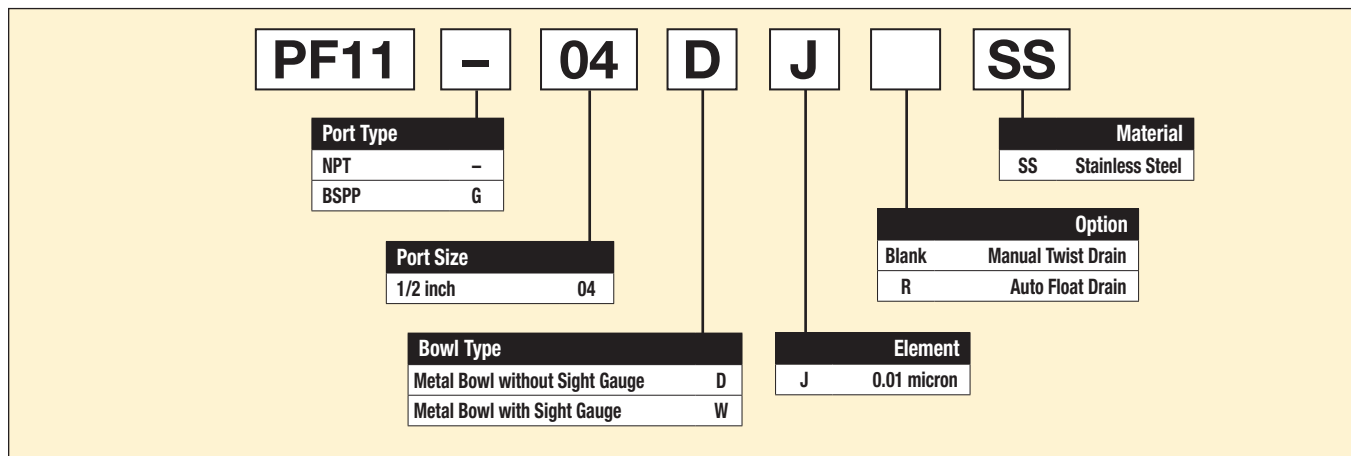 PF11 – 04 D J SS
Port Type
NPT –
BSPP G
Material
SS Stainless Steel
Option
Blank Manual Twist Drain
R Auto Float Drain
Port Size
1/2 inch 04
Bowl Type
Metal Bowl without Sight Gauge D
Metal Bowl with Sight Gauge W
Element
J 0.01 micron